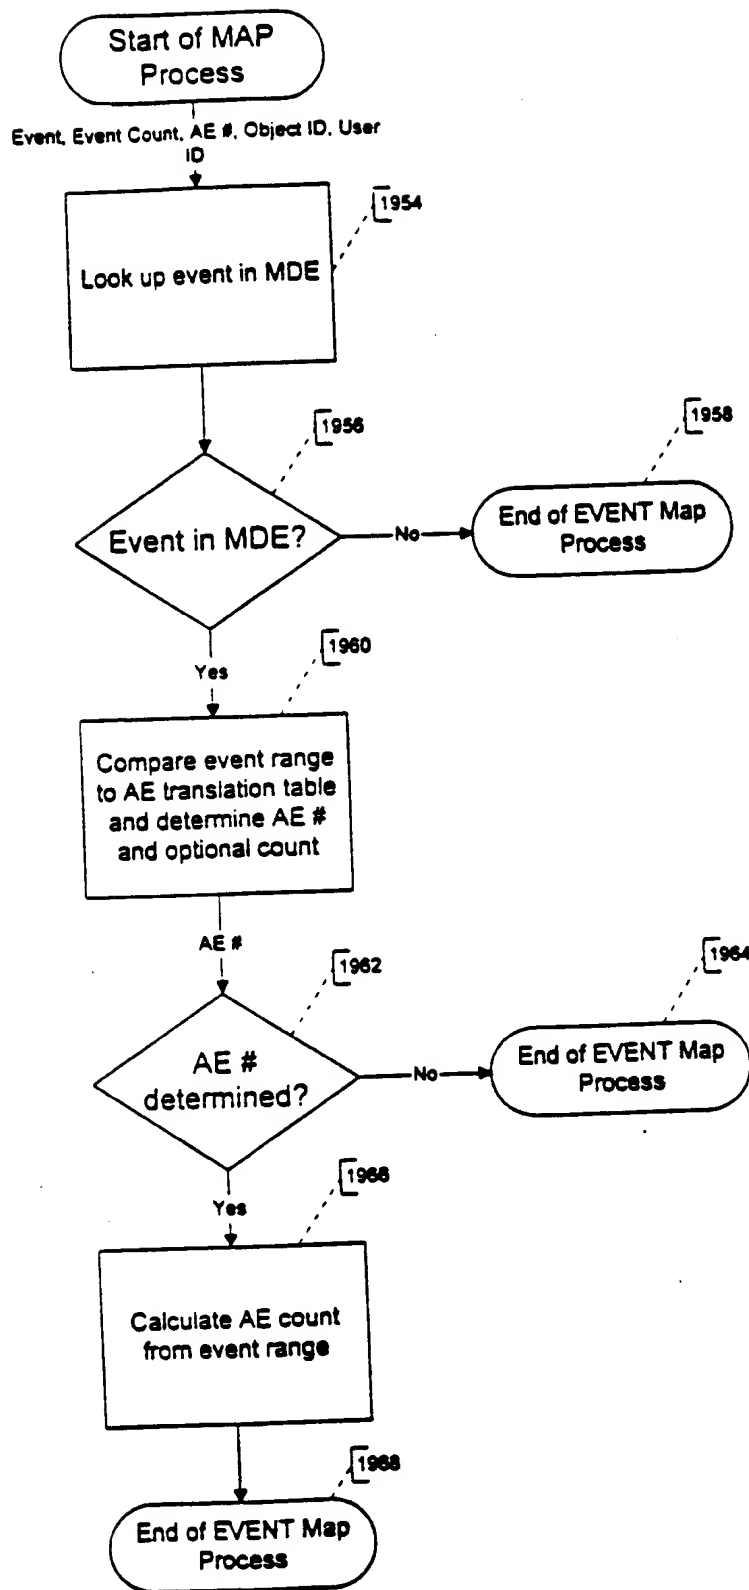 Start of MAP
Process
Event, Event Count, AE #, Object ID, User
ID
1954
Look up event in MDE
1956
1958
Event in MDE?
No
End of EVENT Map
Process
1960
Yes
Compare event range
to AE translation table
and determine AE #
and optional count
AE #
1962
1964
AE #
determined?
No
End of EVENT Map
Process
1966
Yes
Calculate AE count
from event range
1968
End of EVENT Map
Process